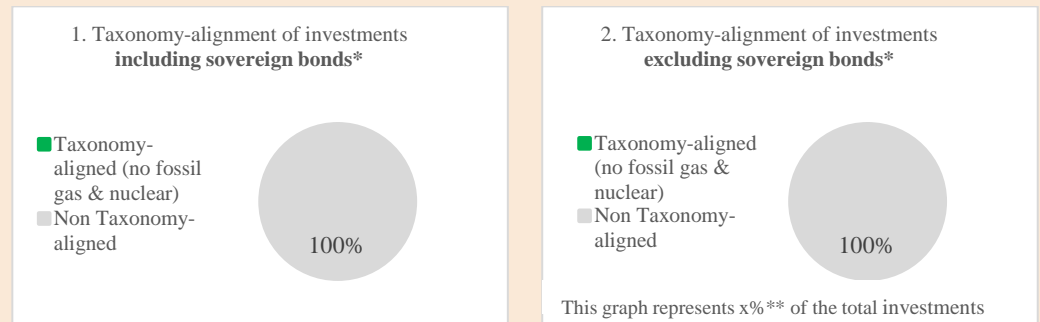 1. Taxonomy-alignment of investments
including sovereign bonds*
Taxonomy-
aligned (no fossil
gas & nuclear)
Non Taxonomy-
aligned
100%
2. Taxonomy-alignment of investments
excluding sovereign bonds*
Taxonomy-aligned
(no fossil gas &
nuclear)
Non Taxonomy-
aligned
100%
This graph represents x%** of the total investments